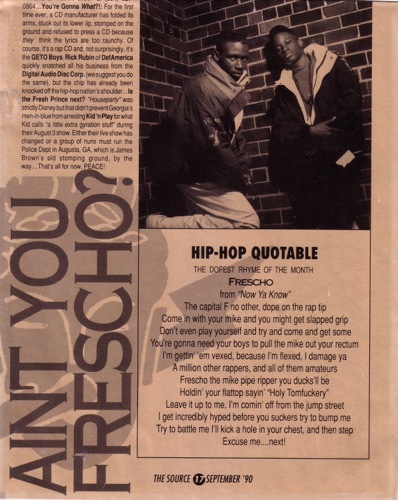 0864... You're Gonna What?!: For the first
time ever, a CD manufacturer has folded its
arms, stuck out its lower lip, stomped on the
ground and refused to press a CD because
they think the lyrics are too raunchy. Of
course, it's a rap CD and, not surprisingly, it's
the GETO Boys. Rick Rubin of DefAmerica
quickly snatched all his business from the
Digital Audio Disc Corp. (we suggest you do
the same), but the chip has already been
knocked off the hip-hop nation's shoulder... Is
the Fresh Prince next? "Houseparty" was
strictly Disney but that didn't prevent Georgia's
men-in-blue from arresting Kid 'n Play for what
Kid calls "a little extra gyration stuff" during
their August 3 show. Either their live show has
changed or a group of nuns must run the
Police Dept in Augusta, GA, which is James
Brown's old stomping ground, by the
way...That's all for now, PEACE!
AIN'T YOU
FRESCHO?
HIP-HOP QUOTABLE
THE DOPEST RHYME OF THE MONTH
FRESCHO
from "Now Ya Know"
The capital F no other, dope on the rap tip
Come in with your mike and you might get slapped grip
Don't even play yourself and try and come and get some
You're gonna need your boys to pull the mike out your rectum
I'm gettin' 'em vexed, because I'm flexed, I damage ya
A million other rappers, and all of them amateurs
Frescho the mike pipe ripper you ducks'll be
Holdin' your flattop sayin' "Holy Tomfuckery"
Leave it up to me, I'm comin' off from the jump street
I get incredibly hyped before you suckers try to bump me
Try to battle me I'll kick a hole in your chest, and then step
Excuse me....next!
THE SOURCE 17 SEPTEMBER '90